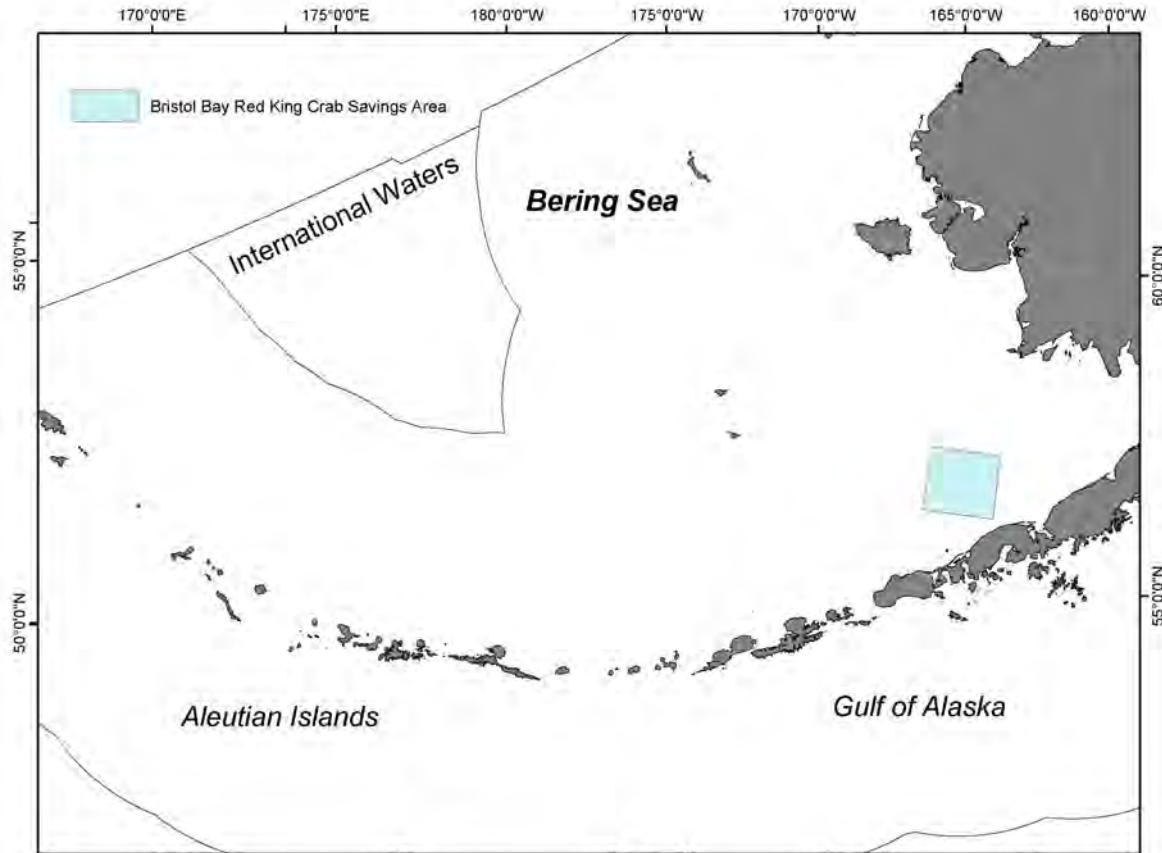 170°0'0"E
175°0'0"E
180°0'0"W
175°0'0"W
170°0'0"W
165°0'0"W
160°0'0"W
Bristol Bay Red King Crab Savings Area
International Waters
Bering Sea
55°0'0"N
60°0'0"N
50°0'0"N
55°0'0"N
Aleutian Islands
Gulf of Alaska